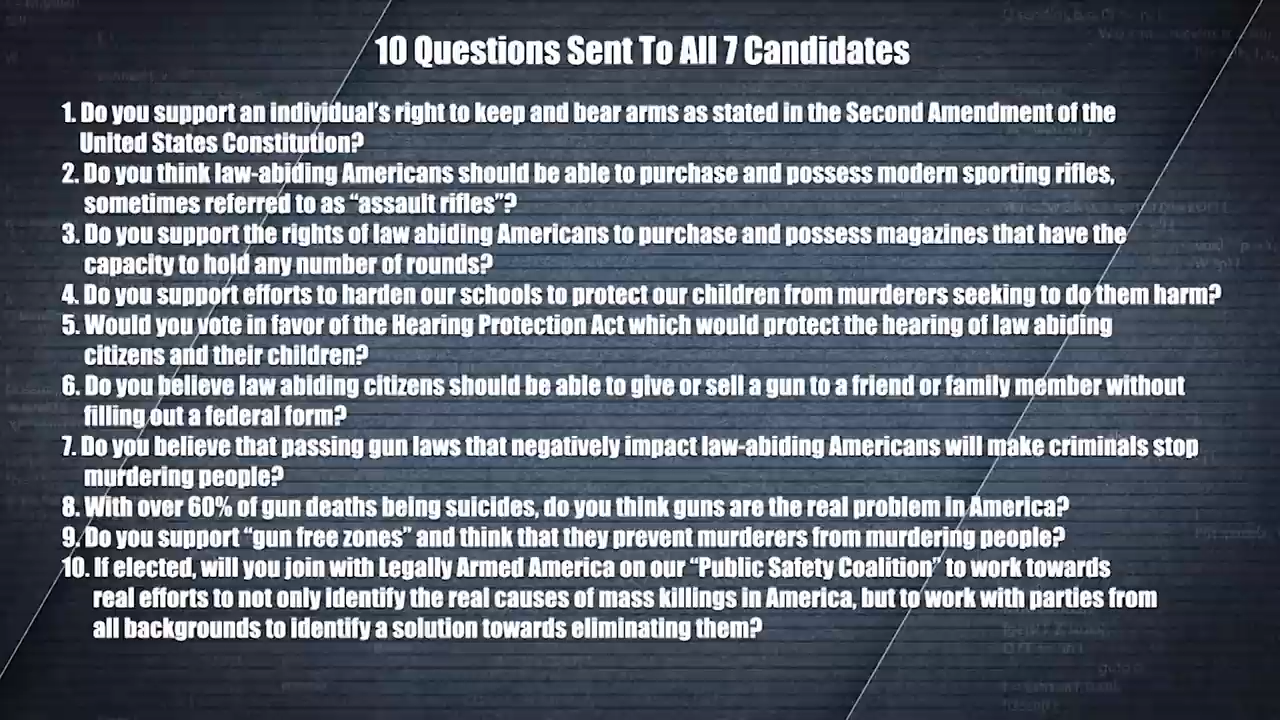 10 Questions Sent To All 7 Candidates
1. Do you support an individual's right to keep and bear arms as stated in the Second Amendment of the
United States Constitution?
2. Do you think law-abiding Americans should be able to purchase and possess modern sporting rifles,
sometimes referred to as “assault rifles”?
3. Do you support the rights of law abiding Americans to purchase and possess magazines that have the
capacity to hold any number of rounds?
4. Do you support efforts to harden our schools to protect our children from murderers seeking to do them harm?
5. Would you vote in favor of the Hearing Protection Act which would protect the hearing of law abiding
citizens and their children?
6. Do you believe law abiding citizens should be able to give or sell a gun to a friend or family member without
filling out a federal form?
7. Do you believe that passing gun laws that negatively impact law-abiding Americans will make criminals stop
murdering people?
8. With over 60% of gun deaths being suicides, do you think guns are the real problem in America?
9. Do you support “gun free zones” and think that they prevent murderers from murdering people?
10. If elected, will you join with Legally Armed America on our “Public Safety Coalition” to work towards
real efforts to not only identify the real causes of mass killings in America, but to work with parties from
all backgrounds to identify a solution towards eliminating them?